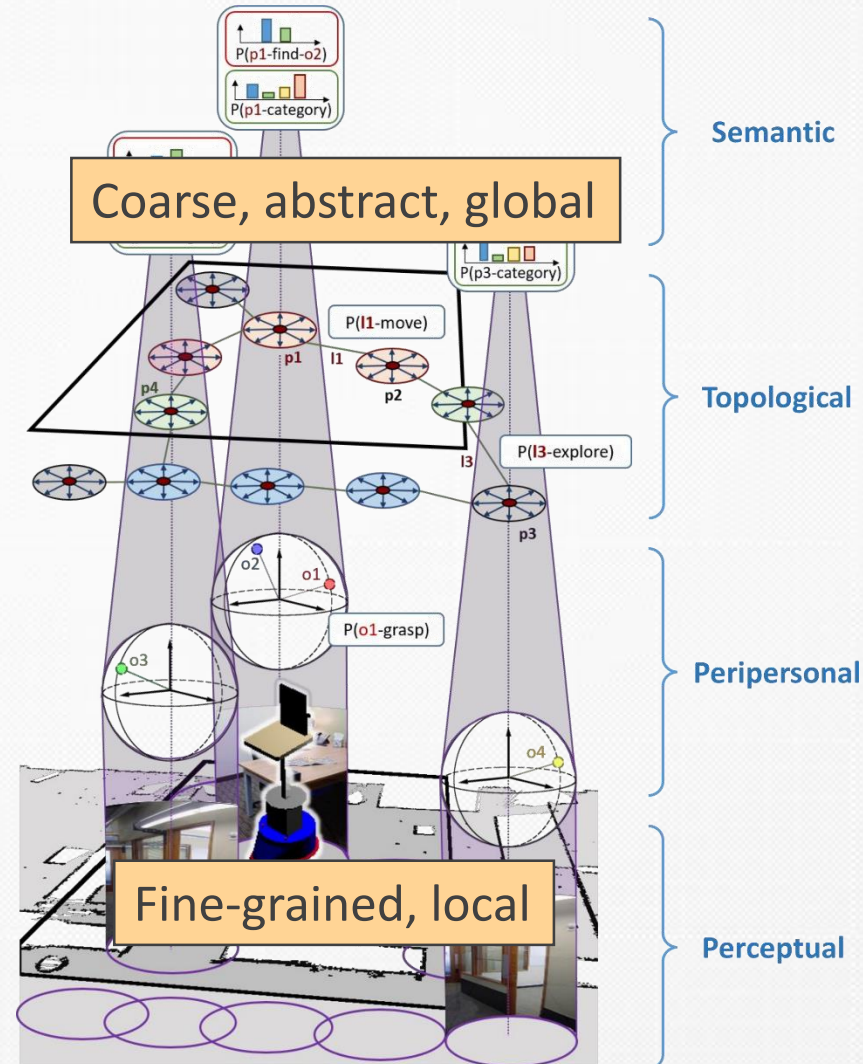 P(p1-find-o2)
P(p1-category)
Semantic
Coarse, abstract, global
P(p3-category)
P(l1-move)
p1
l1
p4
p2
Topological
l3
P(l3-explore)
p3
o2
o1
P(o1-grasp)
o3
Peripersonal
o4
Fine-grained, local
Perceptual